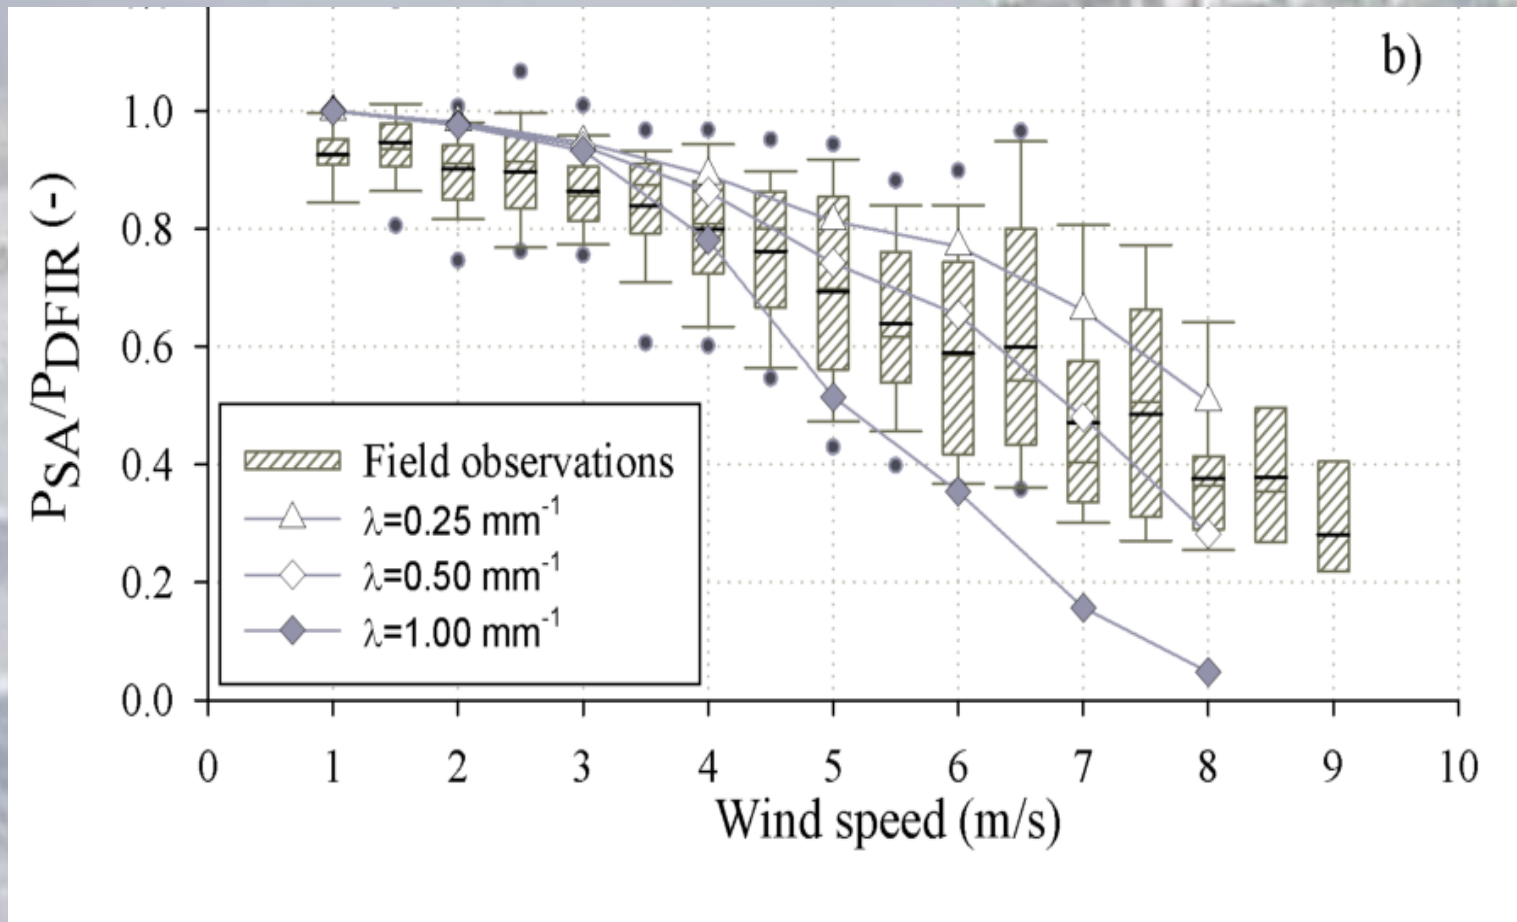 b)
1.0
0.8
0.6
0.4
0.2
0.0
PSA/PDFIR (-)
Field observations
λ=0.25 mm-1
λ=0.50 mm-1
λ=1.00 mm-1
0 1 2 3 4 5 6 7 8 9 10
Wind speed (m/s)